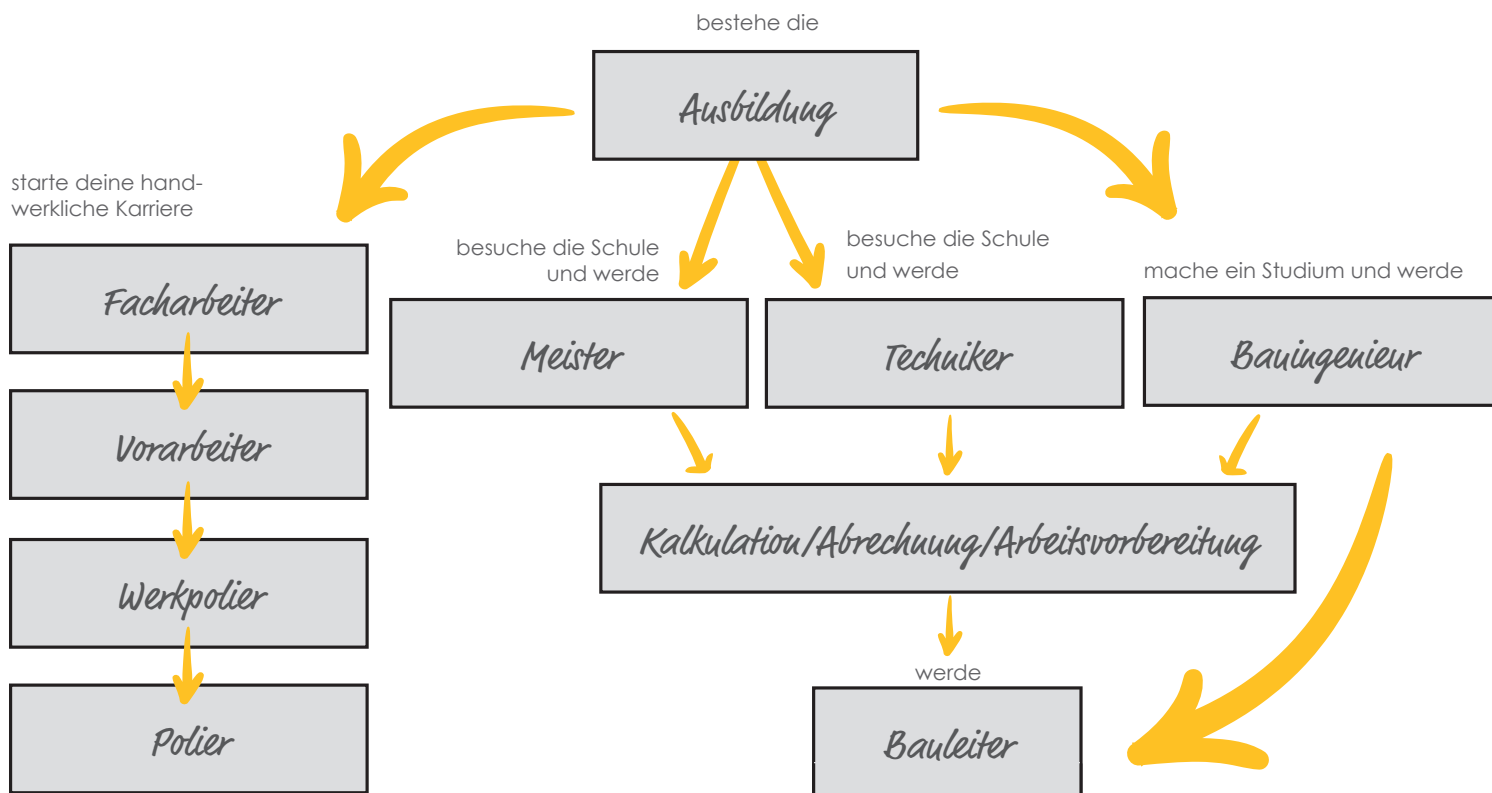 bestehe die
Ausbildung
starte deine hand-
werkliche Karriere
Facharbeiter
Vorarbeiter
Werkpolier
Polier
besuche die Schule
und werde
Meister
besuche die Schule
und werde
Techniker
mache ein Studium und werde
Bauingenieur
Kalkulation/Abrechnung/Arbeitsvorbereitung
werde
Bauleiter